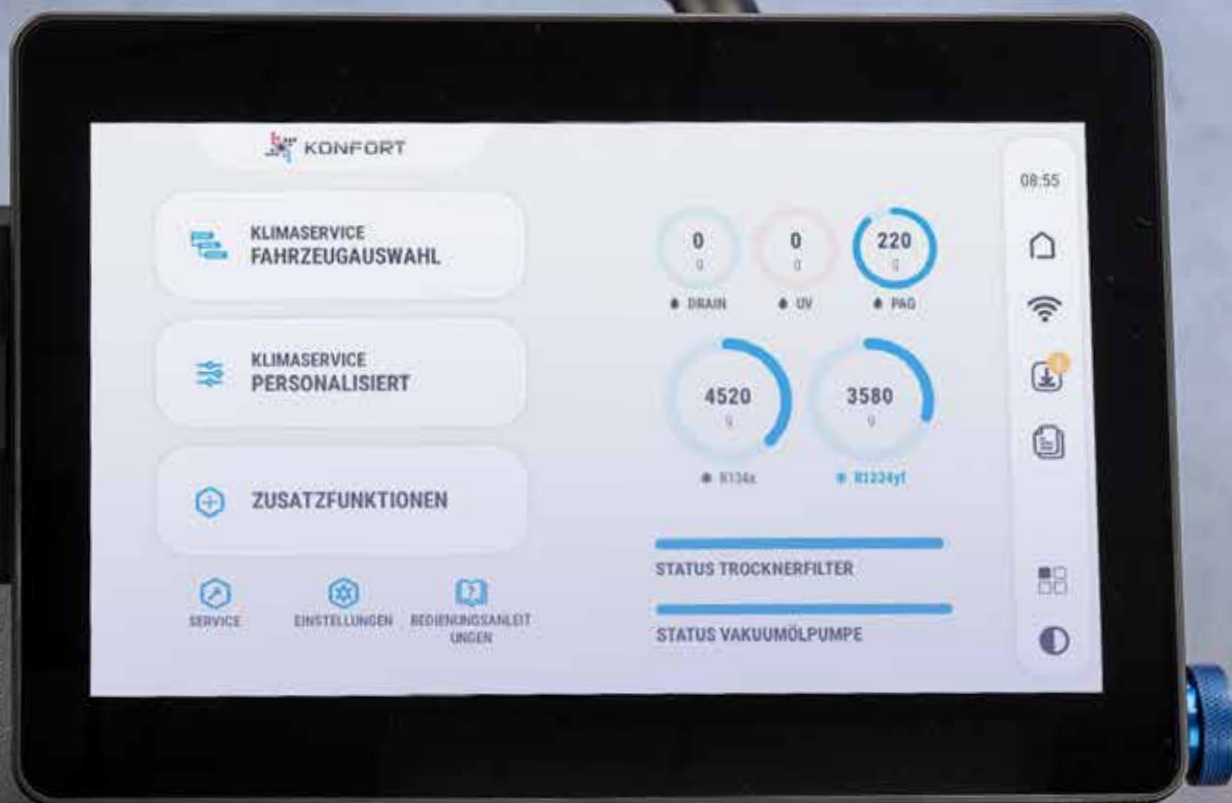 KONFORT
08:55
KLIMASERVICE
FAHRZEUGAUSWAHL
KLIMASERVICE
PERSONALISIERT
ZUSATZFUNKTIONEN
SERVICE
EINSTELLUNGEN
BEDIENUNGSANLEIT
UNGEN
0
g
DRAIN
0
g
UV
220
g
PAG
4520
g
R134a
3580
g
R1234yf
STATUS TROCKNERFILTER
STATUS VAKUUMÖLPUMPE